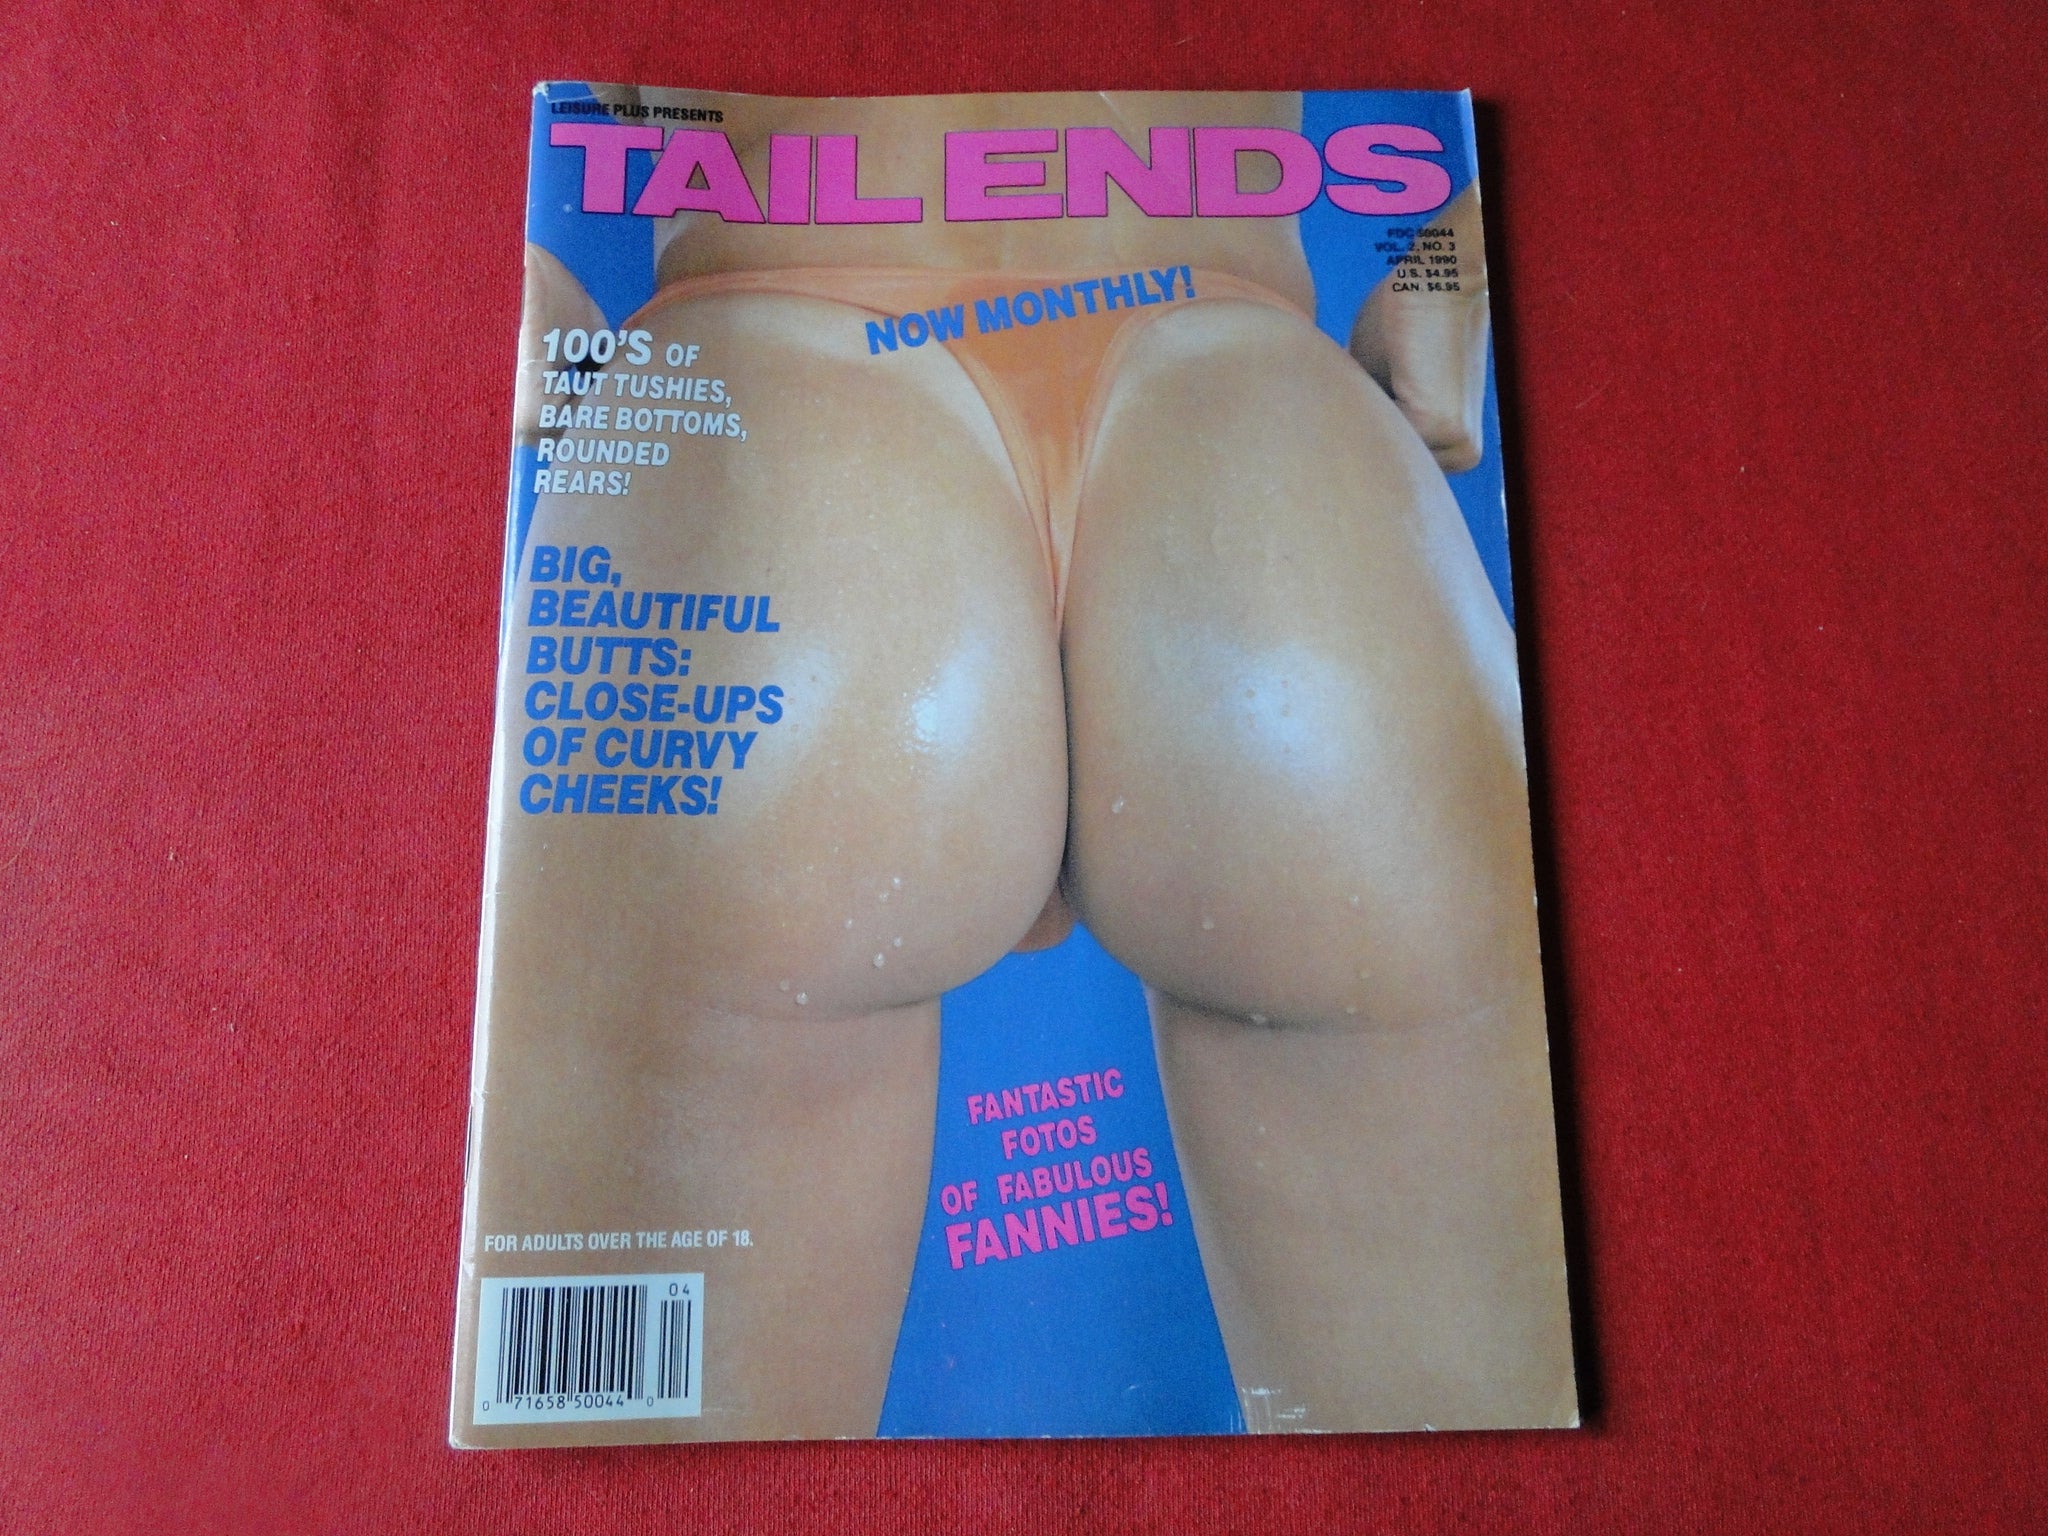 LEISURE PLUS PRESENTS
TAIL ENDS
FDC 50044
VOL. 2, NO. 3
APRIL 1990
U.S. $4.95
CAN. $6.95
NOW MONTHLY!
100'S OF
TAUT TUSHIES,
BARE BOTTOMS,
ROUNDED
REARS!
BIG,
BEAUTIFUL
BUTTS:
CLOSE-UPS
OF CURVY
CHEEKS!
FANTASTIC
FOTOS
OF FABULOUS
FANNIES!
FOR ADULTS OVER THE AGE OF 18.
04
0 71658 50044 0